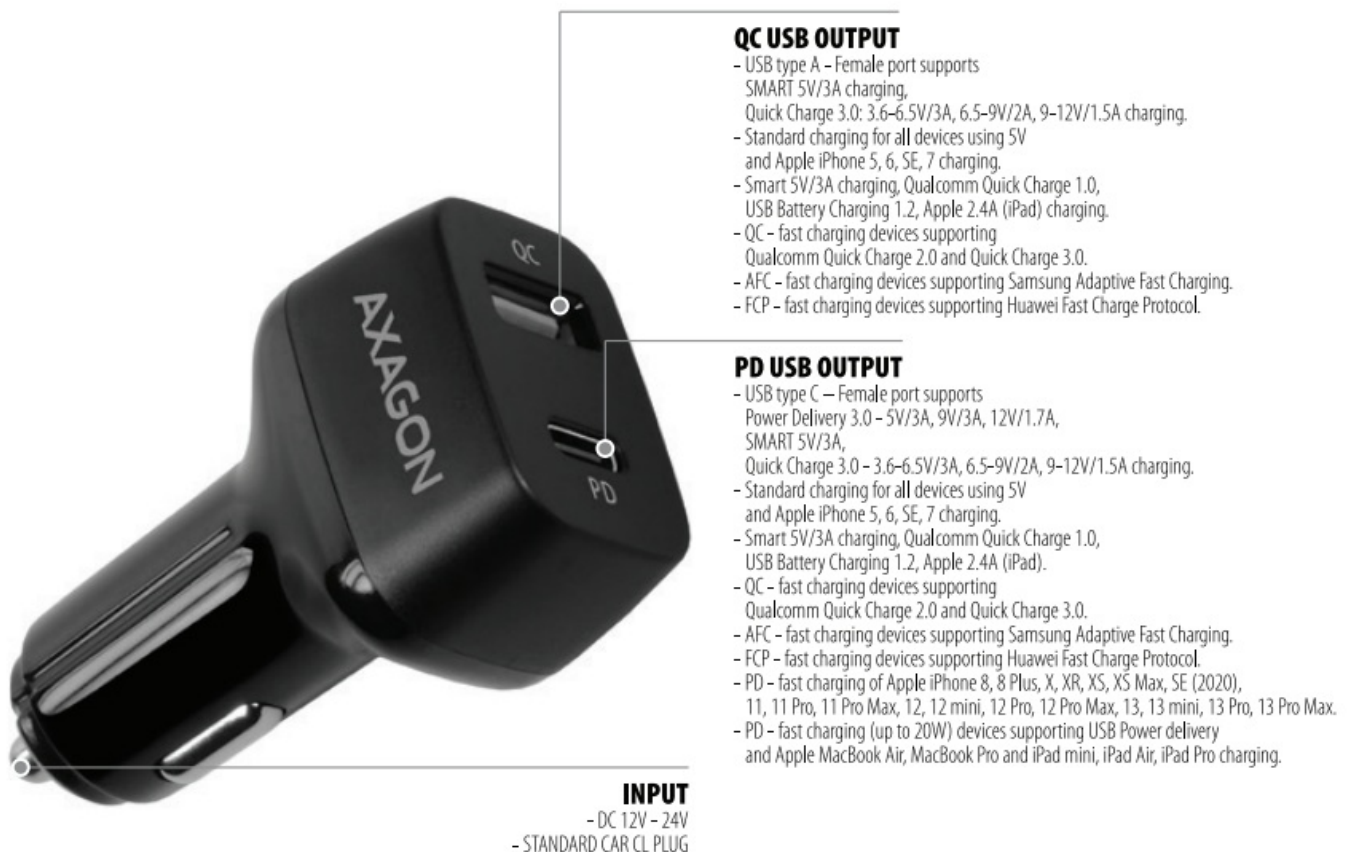 QC USB OUTPUT
- USB type A – Female port supports
SMART 5V/3A charging,
Quick Charge 3.0: 3.6–6.5V/3A, 6.5–9V/2A, 9–12V/1.5A charging.
- Standard charging for all devices using 5V
and Apple iPhone 5, 6, SE, 7 charging.
- Smart 5V/3A charging, Qualcomm Quick Charge 1.0,
USB Battery Charging 1.2, Apple 2.4A (iPad) charging.
- QC – fast charging devices supporting
Qualcomm Quick Charge 2.0 and Quick Charge 3.0.
- AFC – fast charging devices supporting Samsung Adaptive Fast Charging.
- FCP – fast charging devices supporting Huawei Fast Charge Protocol.
QC
AXAGON
PD
PD USB OUTPUT
- USB type C – Female port supports
Power Delivery 3.0 – 5V/3A, 9V/3A, 12V/1.7A,
SMART 5V/3A,
Quick Charge 3.0 – 3.6–6.5V/3A, 6.5–9V/2A, 9–12V/1.5A charging.
- Standard charging for all devices using 5V
and Apple iPhone 5, 6, SE, 7 charging.
- Smart 5V/3A charging, Qualcomm Quick Charge 1.0,
USB Battery Charging 1.2, Apple 2.4A (iPad).
- QC – fast charging devices supporting
Qualcomm Quick Charge 2.0 and Quick Charge 3.0.
- AFC – fast charging devices supporting Samsung Adaptive Fast Charging.
- FCP – fast charging devices supporting Huawei Fast Charge Protocol.
- PD – fast charging of Apple iPhone 8, 8 Plus, X, XR, XS, XS Max, SE (2020),
11, 11 Pro, 11 Pro Max, 12, 12 mini, 12 Pro, 12 Pro Max, 13, 13 mini, 13 Pro, 13 Pro Max.
- PD – fast charging (up to 20W) devices supporting USB Power delivery
and Apple MacBook Air, MacBook Pro and iPad mini, iPad Air, iPad Pro charging.
INPUT
- DC 12V – 24V
- STANDARD CAR CL PLUG